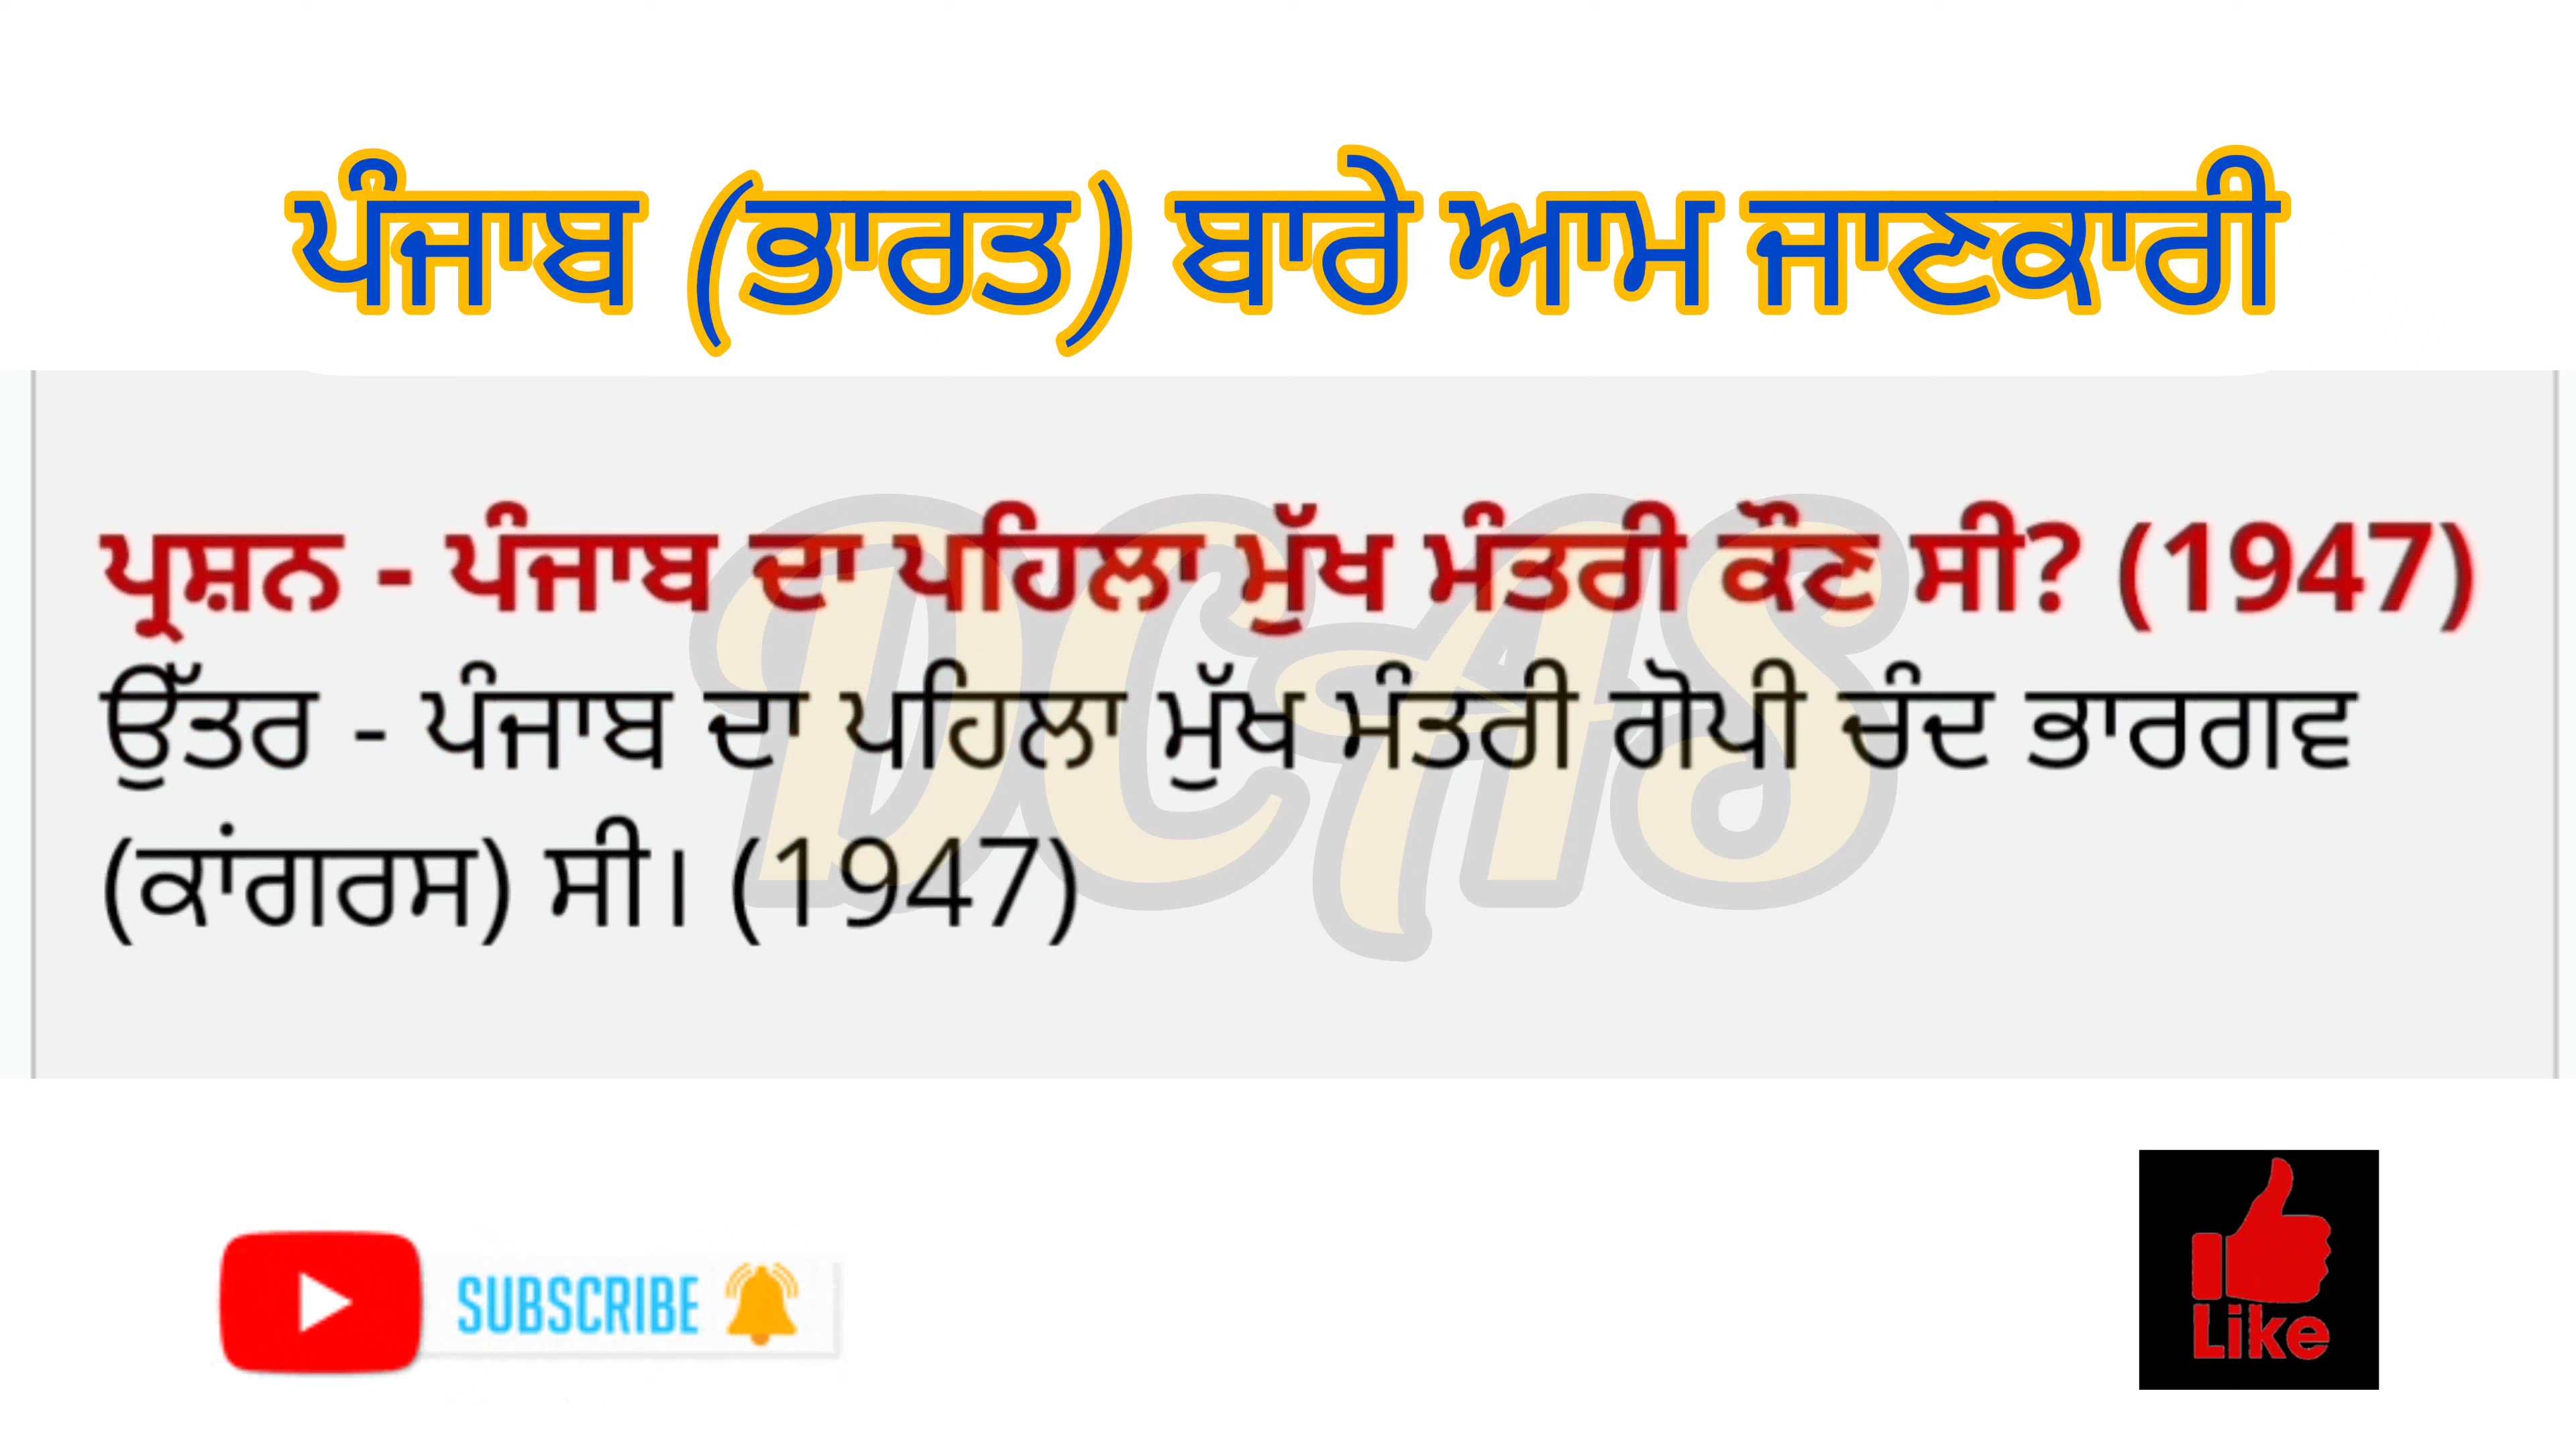 ਪੰਜਾਬ (ਭਾਰਤ) ਬਾਰੇ ਆਮ ਜਾਣਕਾਰੀ
ਪ੍ਰਸ਼ਨ - ਪੰਜਾਬ ਦਾ ਪਹਿਲਾ ਮੁੱਖ ਮੰਤਰੀ ਕੌਣ ਸੀ? (1947)
ਉੱਤਰ - ਪੰਜਾਬ ਦਾ ਪਹਿਲਾ ਮੁੱਖ ਮੰਤਰੀ ਗੋਪੀ ਚੰਦ ਭਾਰਗਵ
(ਕਾਂਗਰਸ) ਸੀ। (1947)
DCAS
SUBSCRIBE
Like